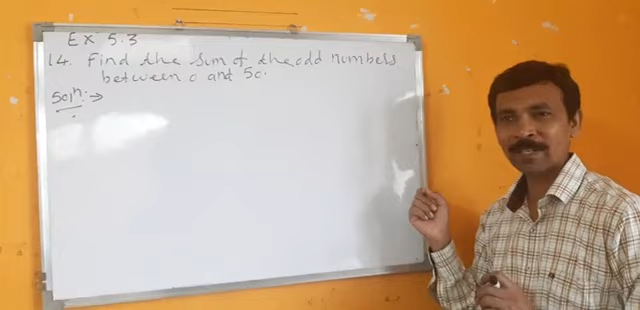 Ex 5.3
14. Find the sum of the odd numbers
between 0 and 50.
Solⁿ:→